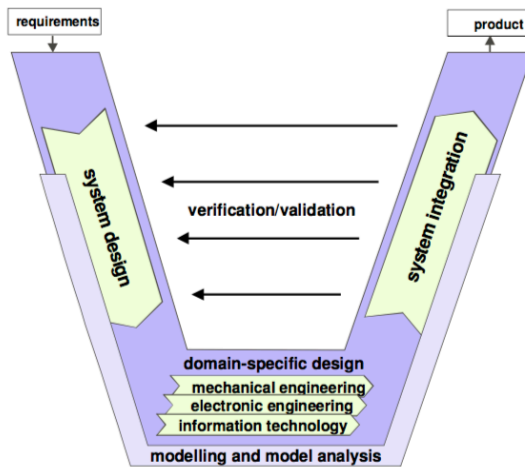 requirements
product
system design
system integration
verification/validation
domain-specific design
mechanical engineering
electronic engineering
information technology
modelling and model analysis